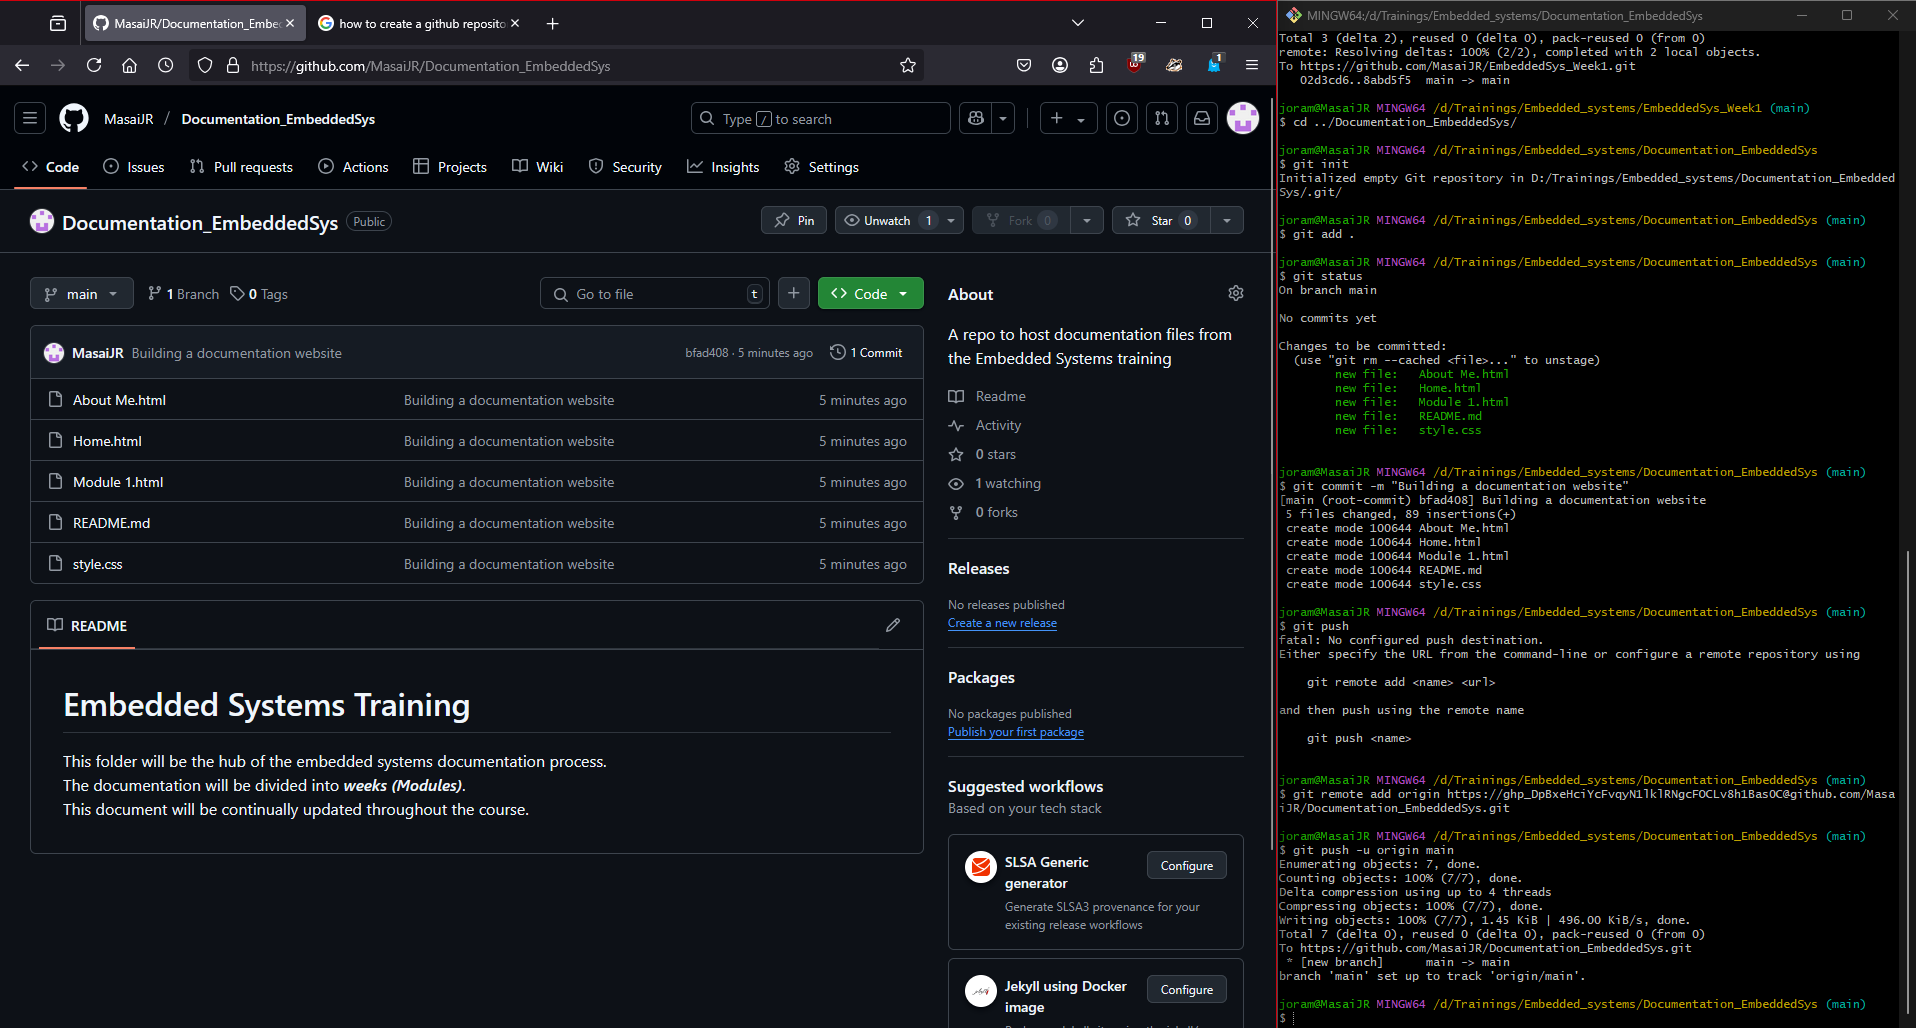 MasaiJR/Documentation_Embe
how to create a github reposito
https://github.com/MasaiJR/Documentation_EmbeddedSys
19
1
MasaiJR / Documentation_EmbeddedSys
Type / to search
Code
Issues
Pull requests
Actions
Projects
Wiki
Security
Insights
Settings
Documentation_EmbeddedSys Public
Pin
Unwatch 1
Fork 0
Star 0
main
1 Branch
0 Tags
Go to file t
Code
MasaiJR Building a documentation website bfad408 · 5 minutes ago 1 Commit
About Me.html Building a documentation website 5 minutes ago
Home.html Building a documentation website 5 minutes ago
Module 1.html Building a documentation website 5 minutes ago
README.md Building a documentation website 5 minutes ago
style.css Building a documentation website 5 minutes ago
README
Embedded Systems Training
This folder will be the hub of the embedded systems documentation process.
The documentation will be divided into weeks (Modules).
This document will be continually updated throughout the course.
About
A repo to host documentation files from
the Embedded Systems training
Readme
Activity
0 stars
1 watching
0 forks
Releases
No releases published
Create a new release
Packages
No packages published
Publish your first package
Suggested workflows
Based on your tech stack
SLSA Generic
generator
Configure
Generate SLSA3 provenance for your
existing release workflows
Jekyll using Docker
image
Configure
MINGW64:/d/Trainings/Embedded_systems/Documentation_EmbeddedSys
Total 3 (delta 2), reused 0 (delta 0), pack-reused 0 (from 0)
remote: Resolving deltas: 100% (2/2), completed with 2 local objects.
To https://github.com/MasaiJR/EmbeddedSys_Week1.git
02d3cd6..8abd5f5 main -> main
joram@MasaiJR MINGW64 /d/Trainings/Embedded_systems/EmbeddedSys_Week1 (main)
$ cd ../Documentation_EmbeddedSys/
joram@MasaiJR MINGW64 /d/Trainings/Embedded_systems/Documentation_EmbeddedSys
$ git init
Initialized empty Git repository in D:/Trainings/Embedded_systems/Documentation_Embedded
Sys/.git/
joram@MasaiJR MINGW64 /d/Trainings/Embedded_systems/Documentation_EmbeddedSys (main)
$ git add .
joram@MasaiJR MINGW64 /d/Trainings/Embedded_systems/Documentation_EmbeddedSys (main)
$ git status
On branch main
No commits yet
Changes to be committed:
(use "git rm --cached <file>..." to unstage)
new file: About Me.html
new file: Home.html
new file: Module 1.html
new file: README.md
new file: style.css
joram@MasaiJR MINGW64 /d/Trainings/Embedded_systems/Documentation_EmbeddedSys (main)
$ git commit -m "Building a documentation website"
[main (root-commit) bfad408] Building a documentation website
5 files changed, 89 insertions(+)
create mode 100644 About Me.html
create mode 100644 Home.html
create mode 100644 Module 1.html
create mode 100644 README.md
create mode 100644 style.css
joram@MasaiJR MINGW64 /d/Trainings/Embedded_systems/Documentation_EmbeddedSys (main)
$ git push
fatal: No configured push destination.
Either specify the URL from the command-line or configure a remote repository using
git remote add <name> <url>
and then push using the remote name
git push <name>
joram@MasaiJR MINGW64 /d/Trainings/Embedded_systems/Documentation_EmbeddedSys (main)
$ git remote add origin https://@github.com/Masa
iJR/Documentation_EmbeddedSys.git
joram@MasaiJR MINGW64 /d/Trainings/Embedded_systems/Documentation_EmbeddedSys (main)
$ git push -u origin main
Enumerating objects: 7, done.
Counting objects: 100% (7/7), done.
Delta compression using up to 4 threads
Compressing objects: 100% (7/7), done.
Writing objects: 100% (7/7), 1.45 KiB | 496.00 KiB/s, done.
Total 7 (delta 0), reused 0 (delta 0), pack-reused 0 (from 0)
To https://github.com/MasaiJR/Documentation_EmbeddedSys.git
* [new branch] main -> main
branch 'main' set up to track 'origin/main'.
joram@MasaiJR MINGW64 /d/Trainings/Embedded_systems/Documentation_EmbeddedSys (main)
$